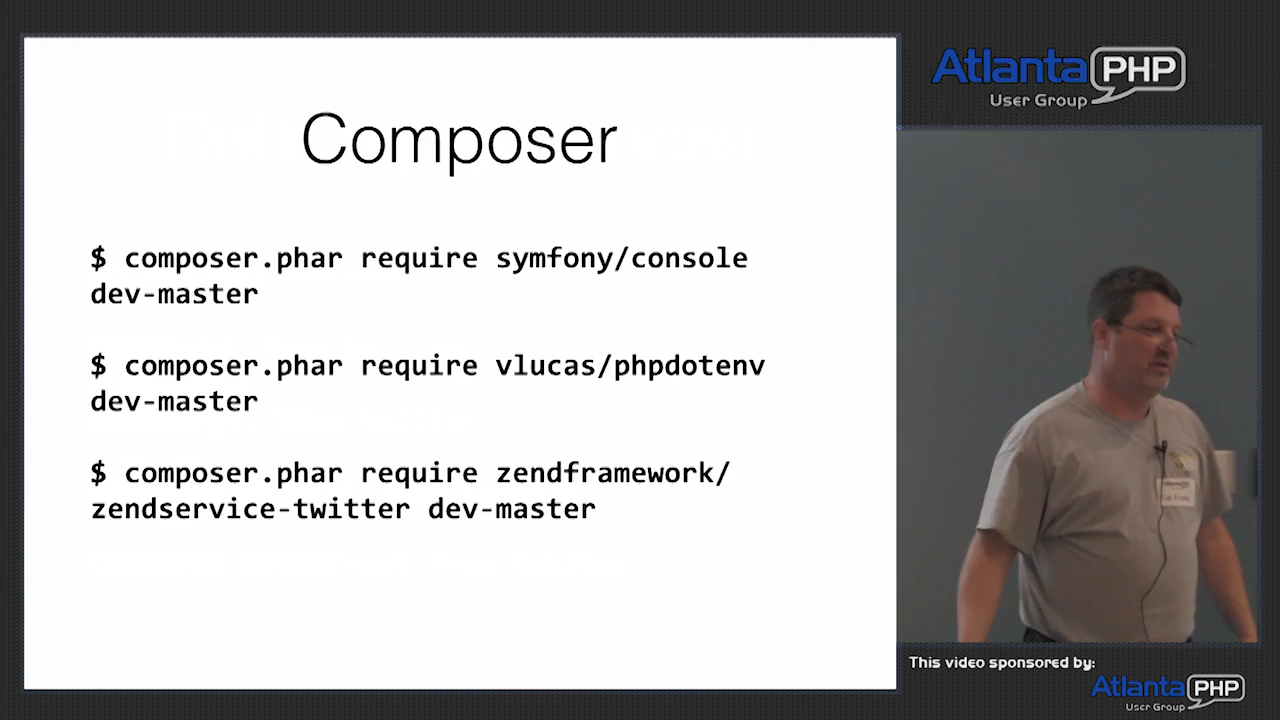 Composer
$ composer.phar require symfony/console
dev-master
$ composer.phar require vlucas/phpdotenv
dev-master
$ composer.phar require zendframework/
zendservice-twitter dev-master
Atlanta PHP
User Group
This video sponsored by:
Atlanta PHP
User Group